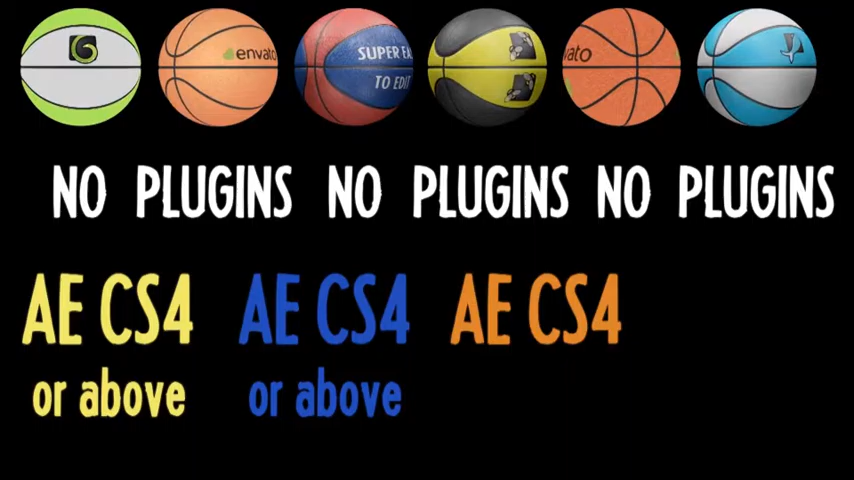 envato
SUPER EA
TO EDIT
vato
NO PLUGINS NO PLUGINS NO PLUGINS
AE CS4 AE CS4 AE CS4
or above or above